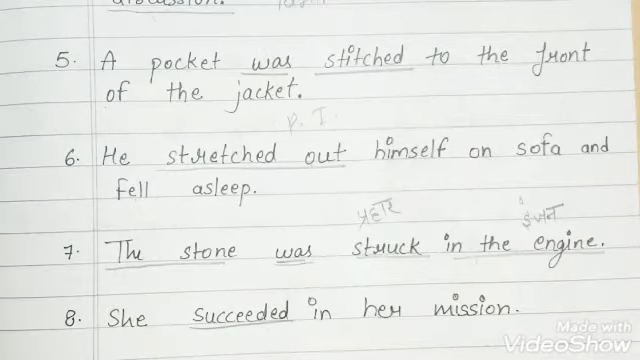 discussion.
5. A pocket was stitched to the front
of the jacket.
P. T.
6. He stretched out himself on sofa and
fell asleep.
प्रहार इंजन
7. The stone was struck in the engine.
8. She succeeded in her mission.
Made with
VideoShow